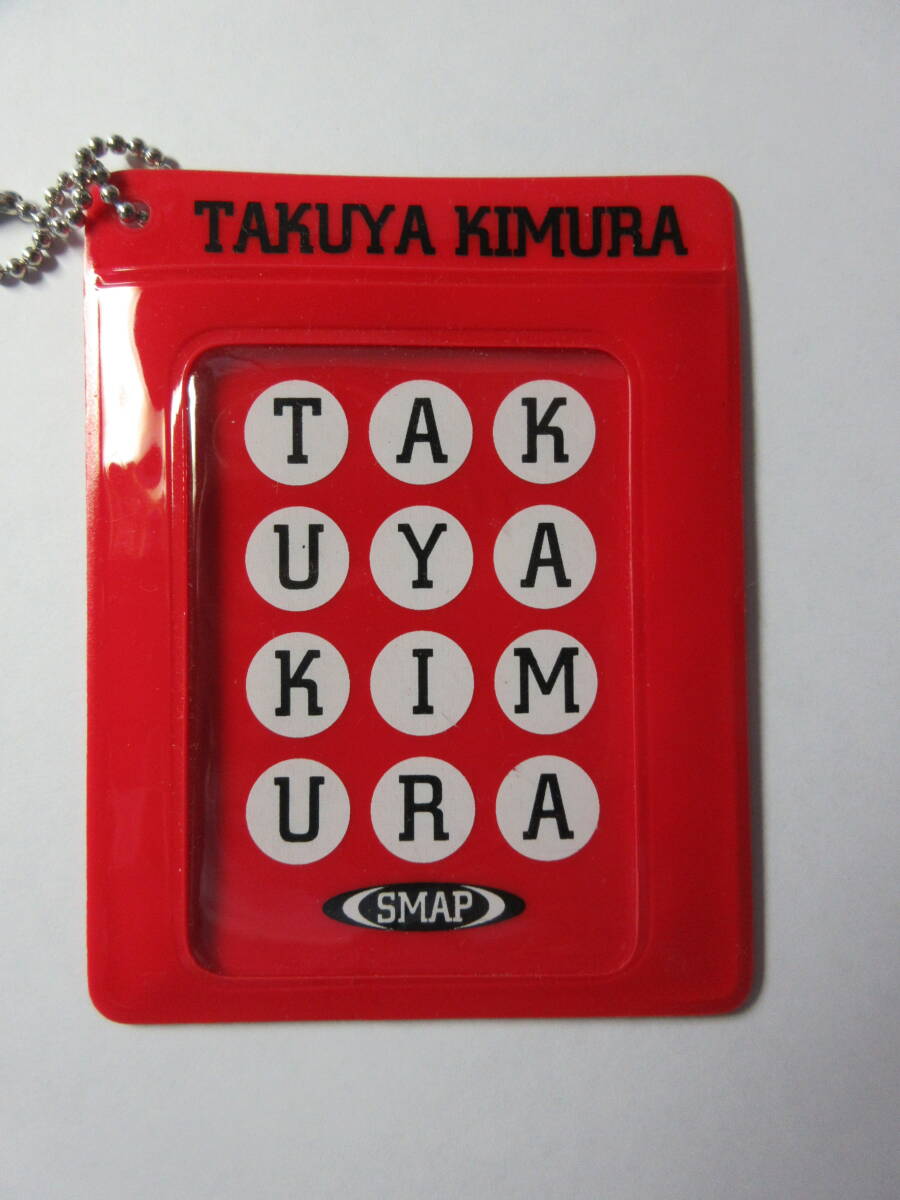 TAKUYA KIMURA
T A K
U Y A
K I M
U R A
SMAP